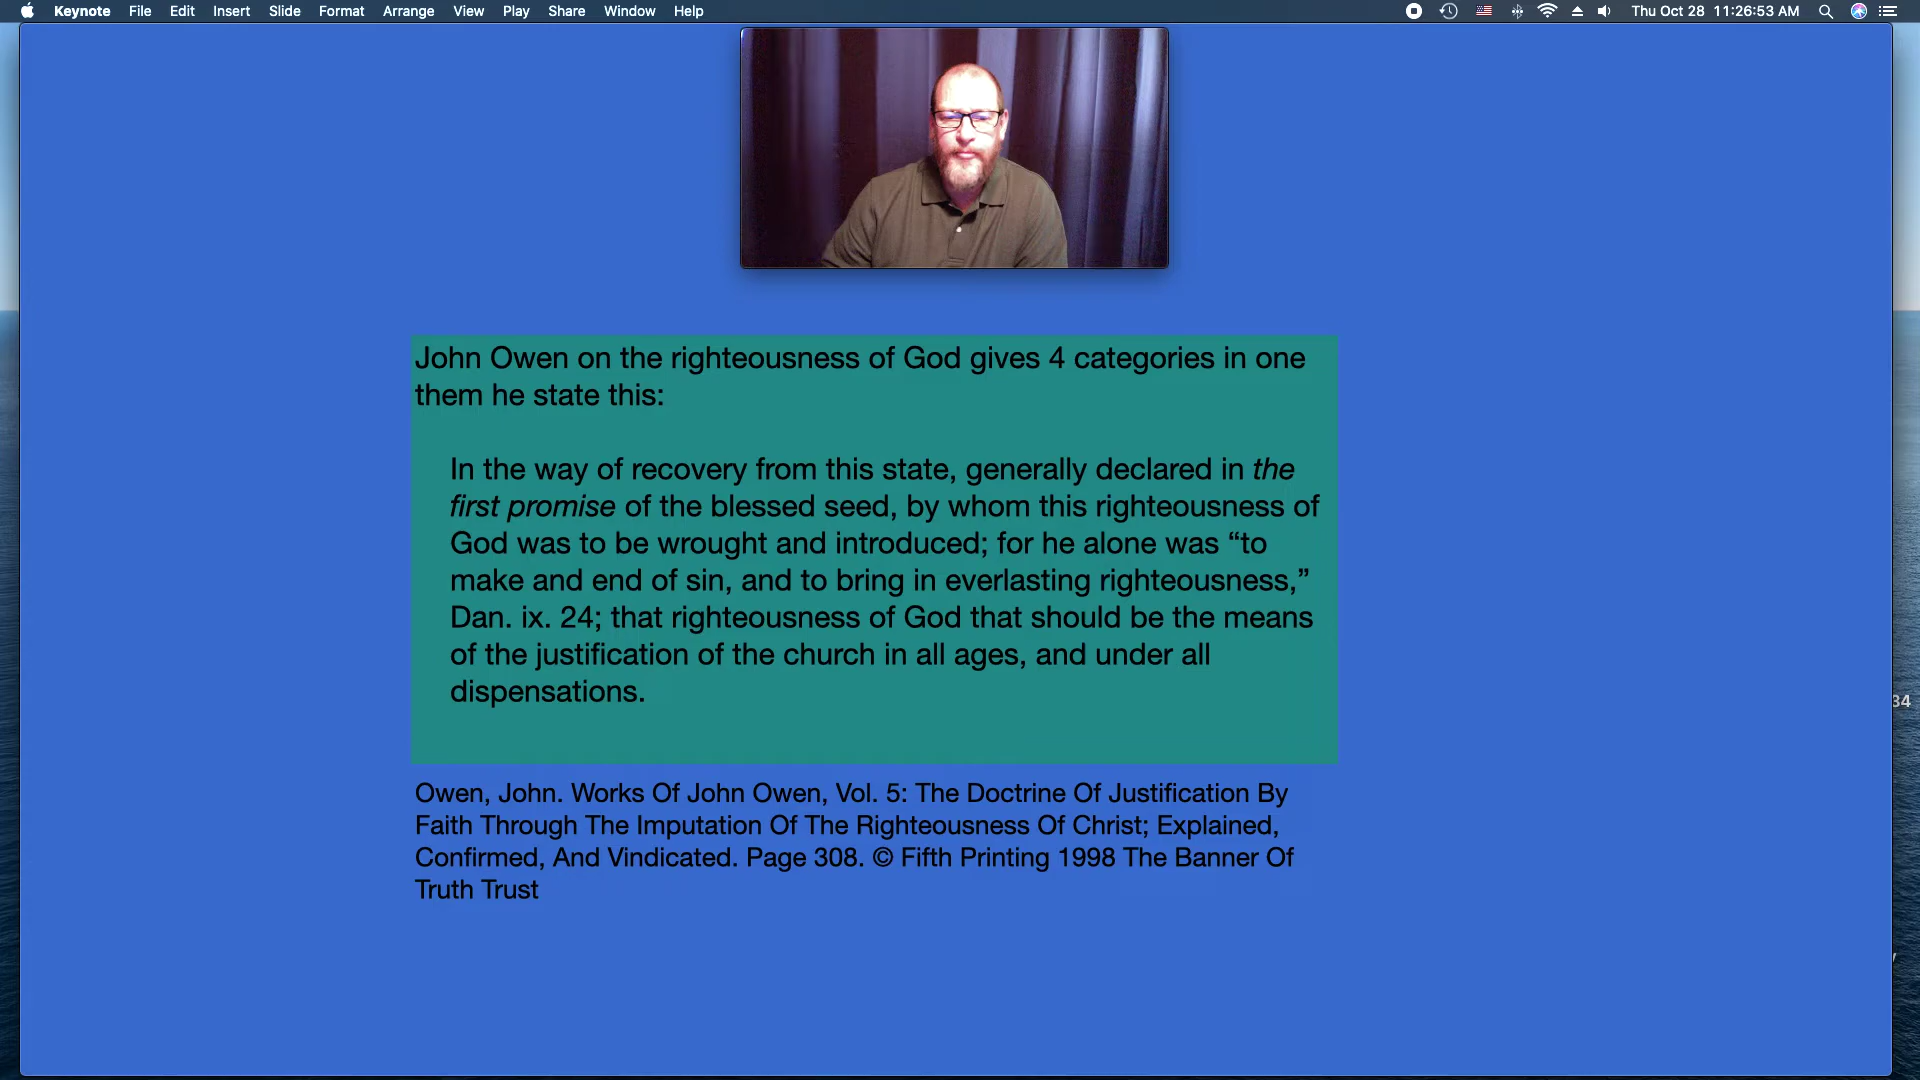 Keynote File Edit Insert Slide Format Arrange View Play Share Window Help Thu Oct 28 11:26:53 AM
John Owen on the righteousness of God gives 4 categories in one
them he state this:
In the way of recovery from this state, generally declared in the
first promise of the blessed seed, by whom this righteousness of
God was to be wrought and introduced; for he alone was “to
make and end of sin, and to bring in everlasting righteousness,”
Dan. ix. 24; that righteousness of God that should be the means
of the justification of the church in all ages, and under all
dispensations.
34
Owen, John. Works Of John Owen, Vol. 5: The Doctrine Of Justification By
Faith Through The Imputation Of The Righteousness Of Christ; Explained,
Confirmed, And Vindicated. Page 308. © Fifth Printing 1998 The Banner Of
Truth Trust